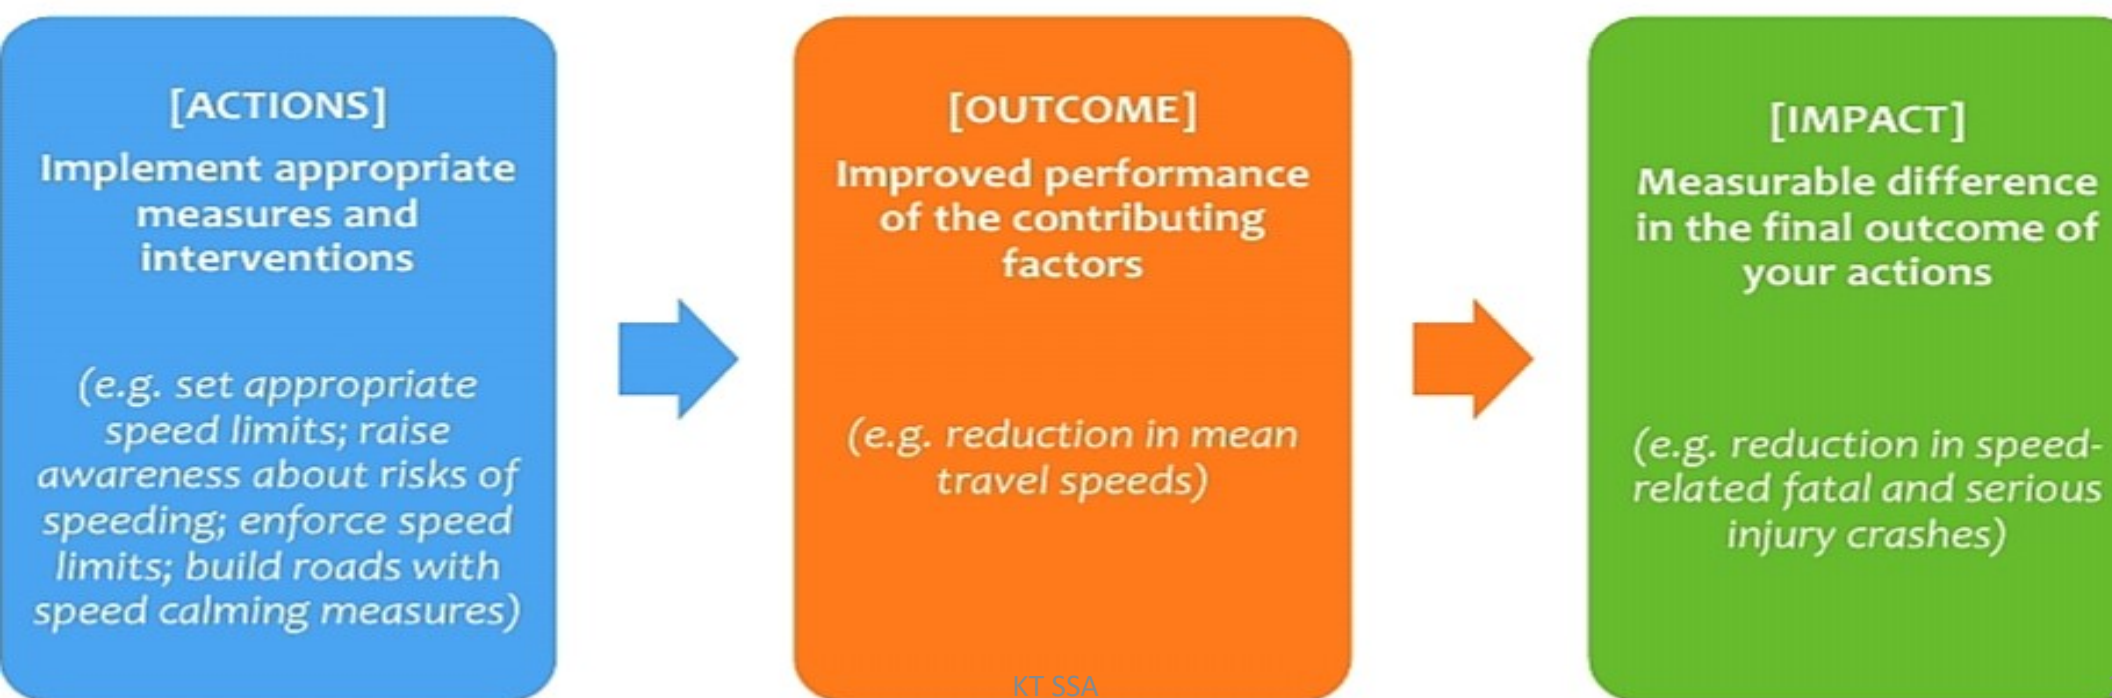 [ACTIONS]
Implement appropriate
measures and
interventions
(e.g. set appropriate
speed limits; raise
awareness about risks of
speeding; enforce speed
limits; build roads with
speed calming measures)
[OUTCOME]
Improved performance
of the contributing
factors
(e.g. reduction in mean
travel speeds)
[IMPACT]
Measurable difference
in the final outcome of
your actions
(e.g. reduction in speed-
related fatal and serious
injury crashes)
KT SSA